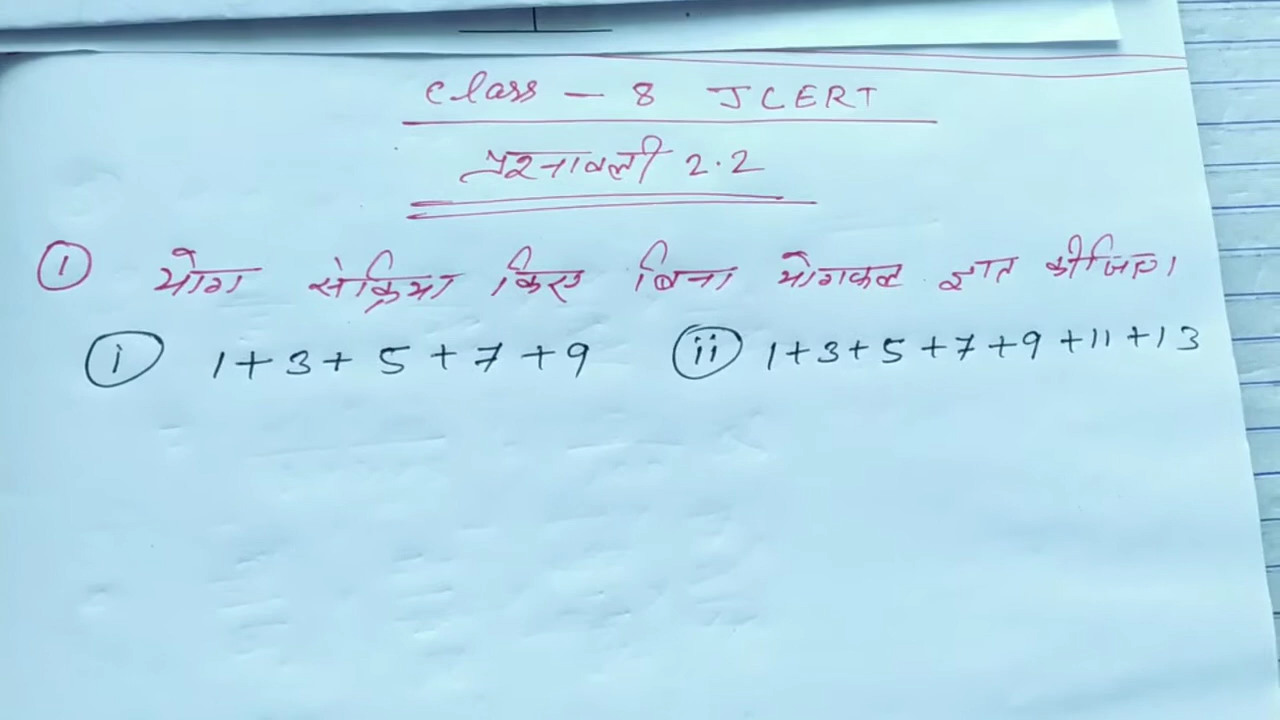 Class - 8 JCERT
प्रश्नावली 2.2
① योग संक्रिया किए बिना योगफल ज्ञात कीजिए।
ⓘ 1+3+5+7+9 ⓘⓘ 1+3+5+7+9+11+13